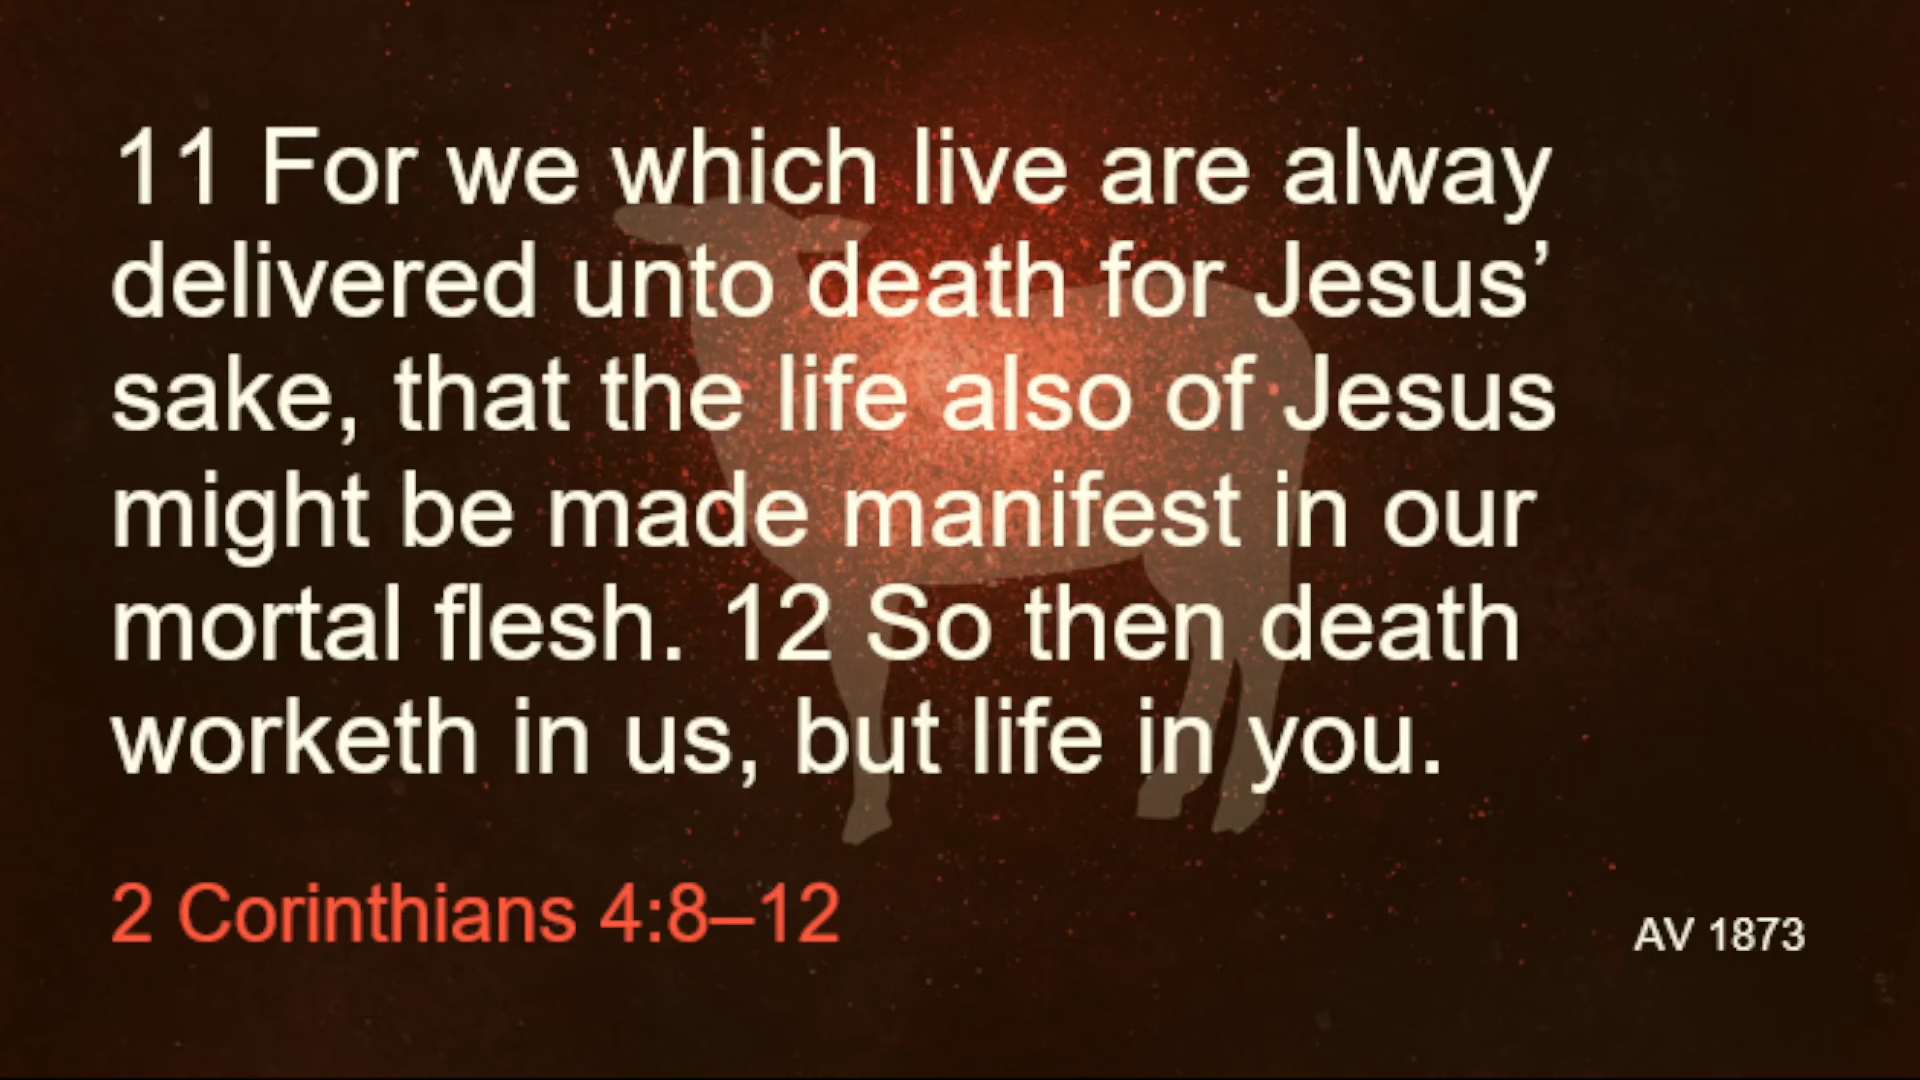 11 For we which live are alway
delivered unto death for Jesus’
sake, that the life also of Jesus
might be made manifest in our
mortal flesh. 12 So then death
worketh in us, but life in you.
2 Corinthians 4:8–12
AV 1873